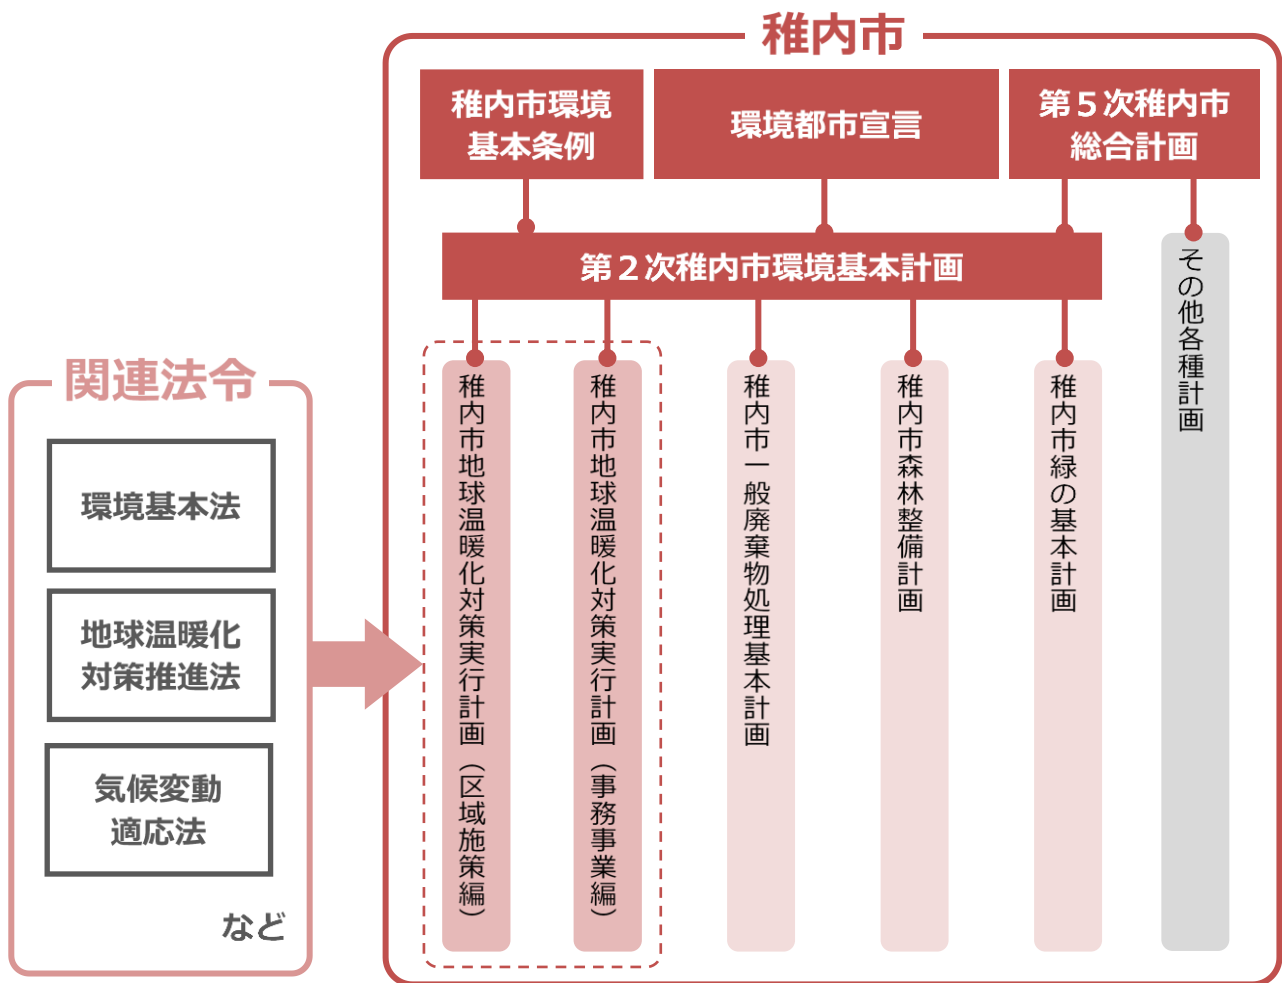 稚内市
稚内市環境
基本条例
環境都市宣言
第５次稚内市
総合計画
第２次稚内市環境基本計画
稚内市地球温暖化対策実行計画（区域施策編）
稚内市地球温暖化対策実行計画（事務事業編）
稚内市一般廃棄物処理基本計画
稚内市森林整備計画
稚内市緑の基本計画
その他各種計画
関連法令
環境基本法
地球温暖化
対策推進法
気候変動
適応法
など